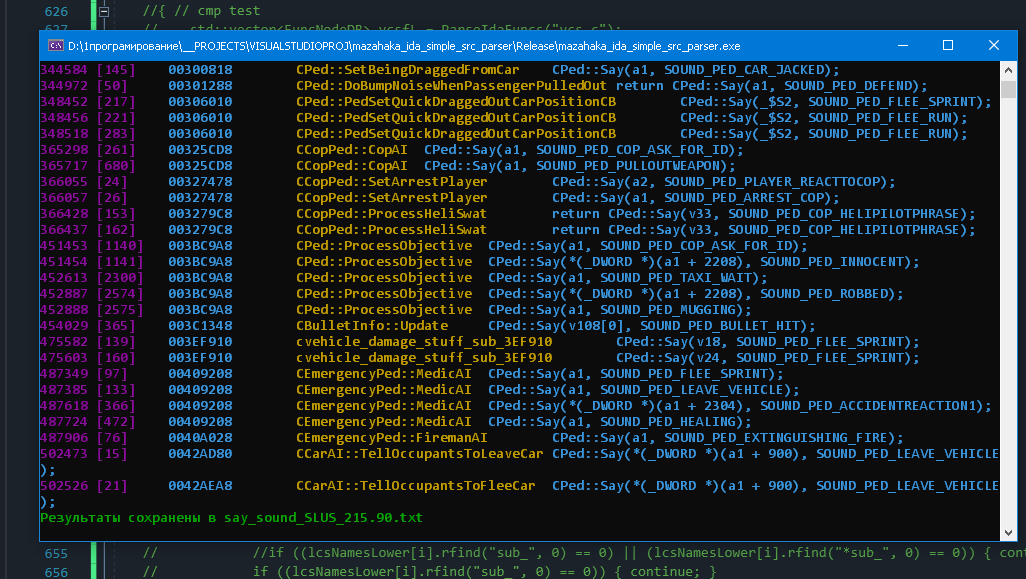 626 //{ // cmp test
627 // std::vector<FuncNodeDB> vcsfL = ParseIdaFuncs("vcs.c");
D:\1програмирование\__PROJECTS\VISUALSTUDIOPROJ\mazahaka_ida_simple_src_parser\Release\mazahaka_ida_simple_src_parser.exe
344584 [145] 00300818 CPed::SetBeingDraggedFromCar CPed::Say(a1, SOUND_PED_CAR_JACKED);
344972 [50] 00301288 CPed::DoBumpNoiseWhenPassengerPulledOut return CPed::Say(a1, SOUND_PED_DEFEND);
348452 [217] 00306010 CPed::PedSetQuickDraggedOutCarPositionCB CPed::Say(_$S2, SOUND_PED_FLEE_SPRINT);
348456 [221] 00306010 CPed::PedSetQuickDraggedOutCarPositionCB CPed::Say(_$S2, SOUND_PED_FLEE_RUN);
348518 [283] 00306010 CPed::PedSetQuickDraggedOutCarPositionCB CPed::Say(_$S2, SOUND_PED_FLEE_RUN);
365298 [261] 00325CD8 CCopPed::CopAI CPed::Say(a1, SOUND_PED_COP_ASK_FOR_ID);
365717 [680] 00325CD8 CCopPed::CopAI CPed::Say(a1, SOUND_PED_PULLOUTWEAPON);
366055 [24] 00327478 CCopPed::SetArrestPlayer CPed::Say(a2, SOUND_PED_PLAYER_REACTTOCOP);
366057 [26] 00327478 CCopPed::SetArrestPlayer CPed::Say(a1, SOUND_PED_ARREST_COP);
366428 [153] 003279C8 CCopPed::ProcessHeliSwat return CPed::Say(v33, SOUND_PED_COP_HELIPILOTPHRASE);
366437 [162] 003279C8 CCopPed::ProcessHeliSwat return CPed::Say(v33, SOUND_PED_COP_HELIPILOTPHRASE);
451453 [1140] 003BC9A8 CPed::ProcessObjective CPed::Say(a1, SOUND_PED_COP_ASK_FOR_ID);
451454 [1141] 003BC9A8 CPed::ProcessObjective CPed::Say(*(_DWORD *)(a1 + 2208), SOUND_PED_INNOCENT);
452613 [2300] 003BC9A8 CPed::ProcessObjective CPed::Say(a1, SOUND_PED_TAXI_WAIT);
452887 [2574] 003BC9A8 CPed::ProcessObjective CPed::Say(*(_DWORD *)(a1 + 2208), SOUND_PED_ROBBED);
452888 [2575] 003BC9A8 CPed::ProcessObjective CPed::Say(a1, SOUND_PED_MUGGING);
454029 [365] 003C1348 CBulletInfo::Update CPed::Say(v108[0], SOUND_PED_BULLET_HIT);
475582 [139] 003EF910 cvehicle_damage_stuff_sub_3EF910 CPed::Say(v18, SOUND_PED_FLEE_SPRINT);
475603 [160] 003EF910 cvehicle_damage_stuff_sub_3EF910 CPed::Say(v24, SOUND_PED_FLEE_SPRINT);
487349 [97] 00409208 CEmergencyPed::MedicAI CPed::Say(a1, SOUND_PED_FLEE_SPRINT);
487385 [133] 00409208 CEmergencyPed::MedicAI CPed::Say(a1, SOUND_PED_LEAVE_VEHICLE);
487618 [366] 00409208 CEmergencyPed::MedicAI CPed::Say(*(_DWORD *)(a1 + 2304), SOUND_PED_ACCIDENTREACTION1);
487724 [472] 00409208 CEmergencyPed::MedicAI CPed::Say(a1, SOUND_PED_HEALING);
487906 [76] 0040A028 CEmergencyPed::FiremanAI CPed::Say(a1, SOUND_PED_EXTINGUISHING_FIRE);
502473 [15] 0042AD80 CCarAI::TellOccupantsToLeaveCar CPed::Say(*(_DWORD *)(a1 + 900), SOUND_PED_LEAVE_VEHICLE
);
502526 [21] 0042AEA8 CCarAI::TellOccupantsToFleeCar CPed::Say(*(_DWORD *)(a1 + 900), SOUND_PED_LEAVE_VEHICLE
);
Результаты сохранены в say_sound_SLUS_215.90.txt
655 // //if ((lcsNamesLower[i].rfind("sub_", 0) == 0) || (lcsNamesLower[i].rfind("*sub_", 0) == 0)) { cont
656 // if ((lcsNamesLower[i].rfind("sub_", 0) == 0)) { continue; }